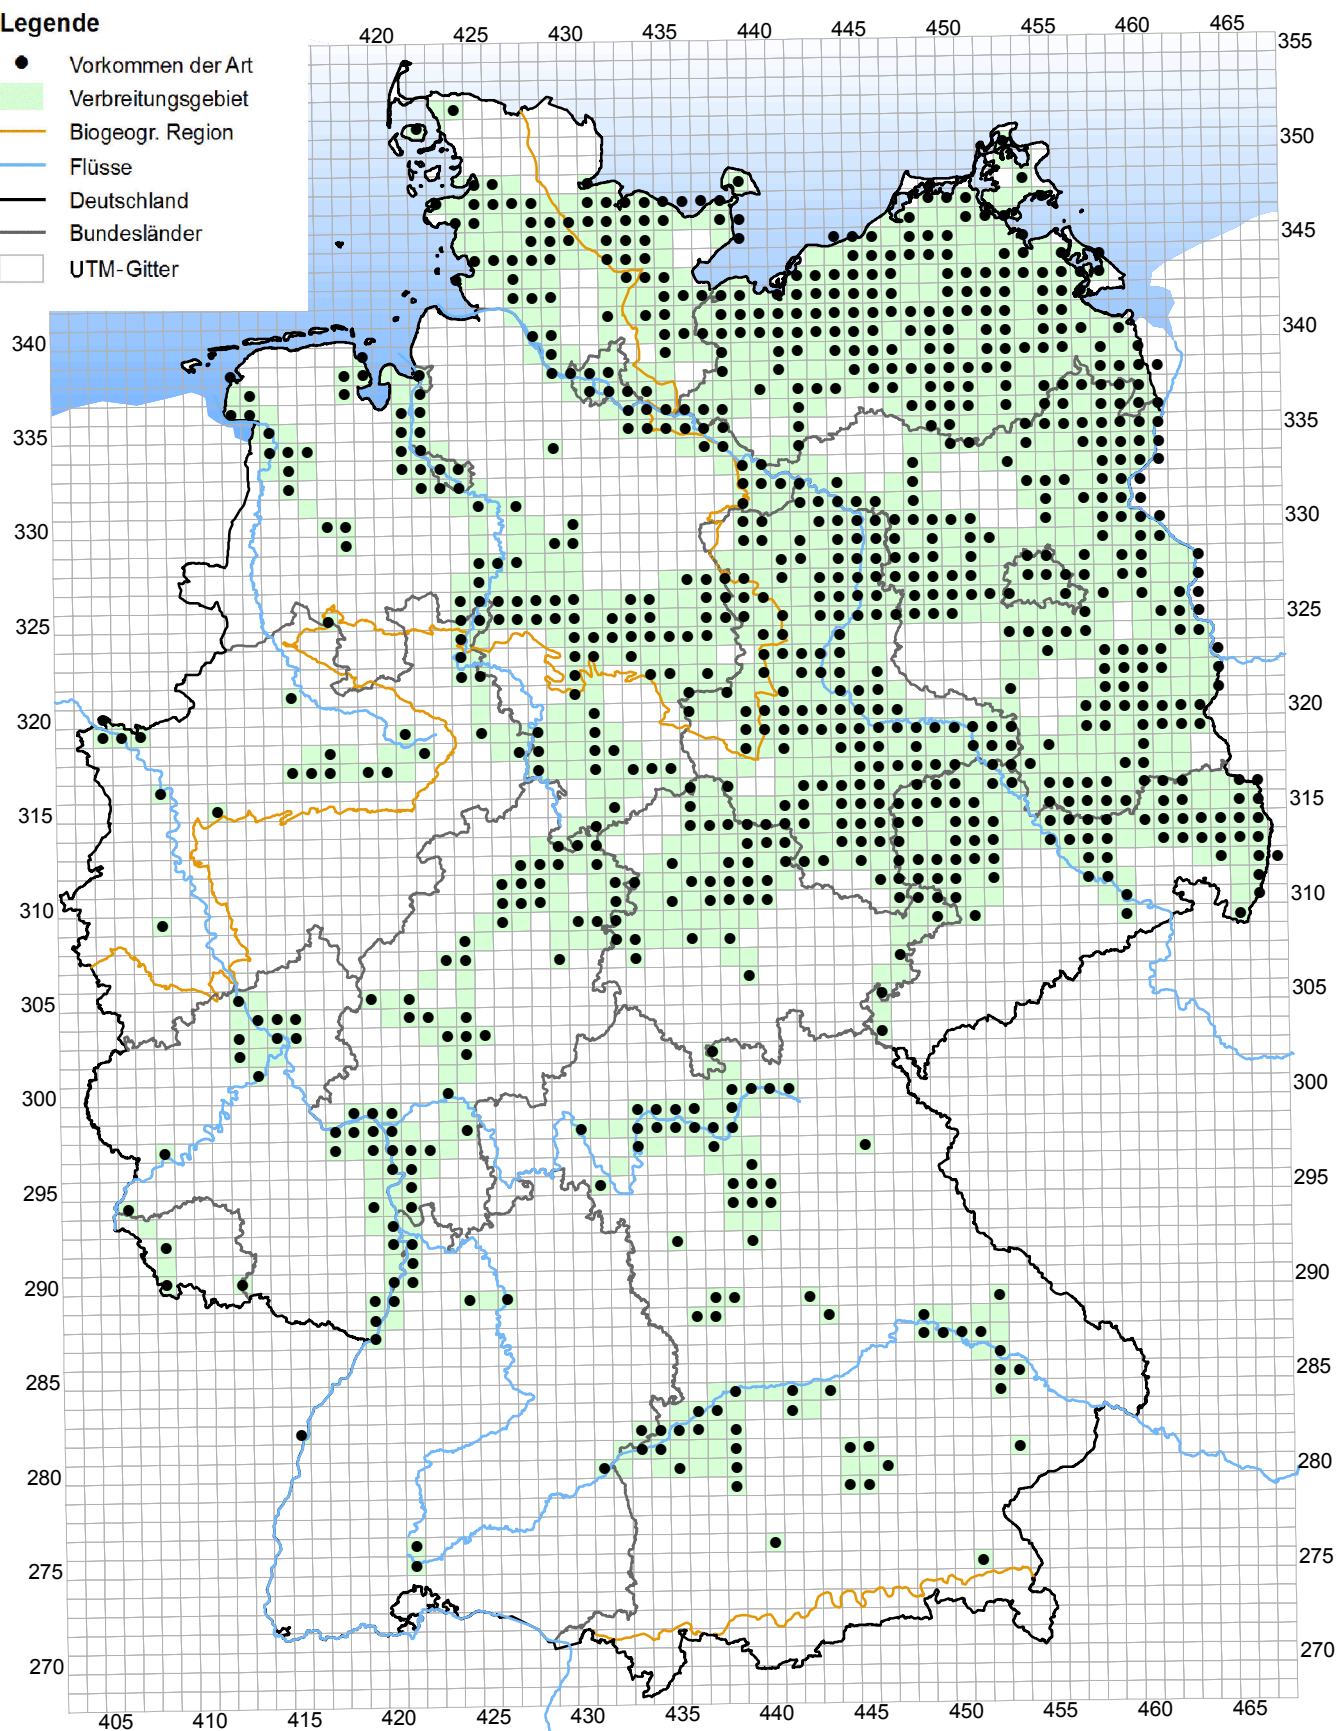 Legende
Vorkommen der Art
Verbreitungsgebiet
Biogeogr. Region
Flüsse
Deutschland
Bundesländer
UTM-Gitter
420 425 430 435 440 445 450 455 460 465
355
350
345
340 340
335 335
330 330
325 325
320 320
315 315
310 310
305 305
300 300
295 295
290 290
285 285
280 280
275 275
270 270
405 410 415 420 425 430 435 440 445 450 455 460 465